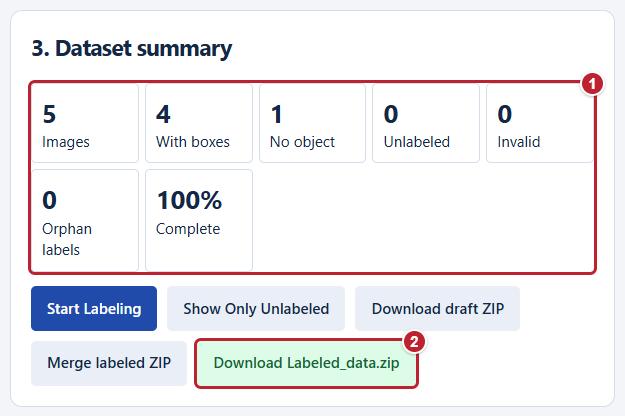 3. Dataset summary
1
5
4
1
0
0
Images
With boxes
No object
Unlabeled
Invalid
0
100%
Orphan
labels
Complete
Start Labeling
Show Only Unlabeled
Download draft ZIP
2
Merge labeled ZIP
Download Labeled_data.zip